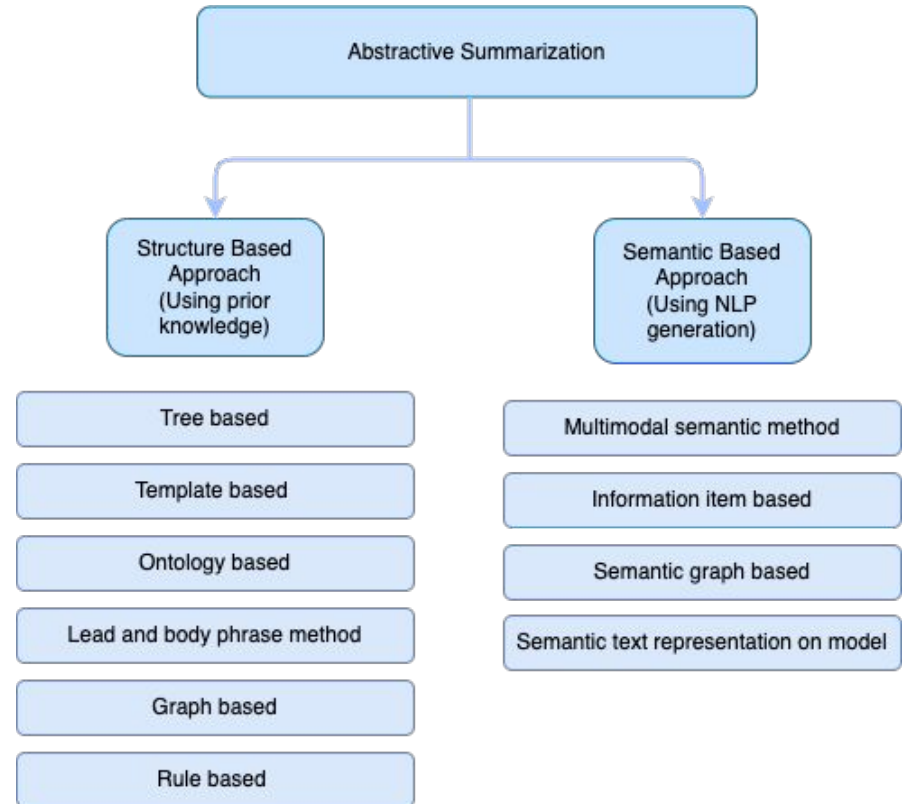 Abstractive Summarization
Structure Based
Approach
(Using prior
knowledge)
Semantic Based
Approach
(Using NLP
generation)
Tree based
Template based
Ontology based
Lead and body phrase method
Graph based
Rule based
Multimodal semantic method
Information item based
Semantic graph based
Semantic text representation on model